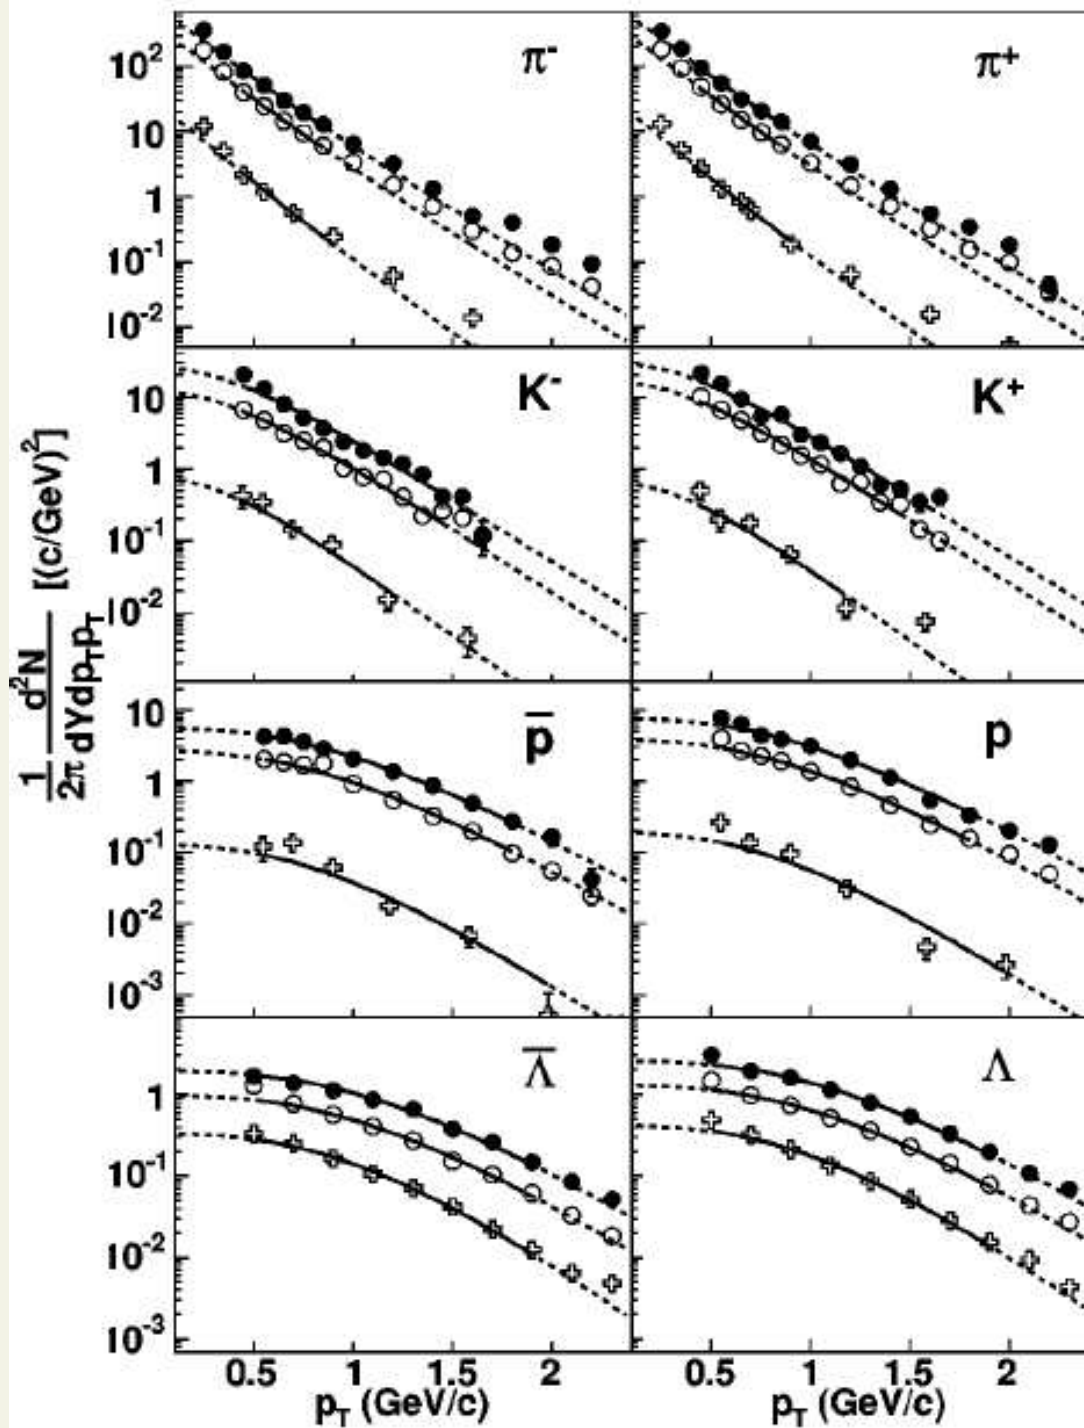 π⁻ π⁺
10² 10 1 10⁻¹ 10⁻²
K⁻ K⁺
10 1 10⁻¹ 10⁻²
p̅ p
10 1 10⁻¹ 10⁻² 10⁻³
Λ̅ Λ
1 10⁻¹ 10⁻² 10⁻³
1/2π d²N/dYdp_Tp_T [(c/GeV)²]
0.5 1 1.5 2 0.5 1 1.5 2
p_T (GeV/c) p_T (GeV/c)